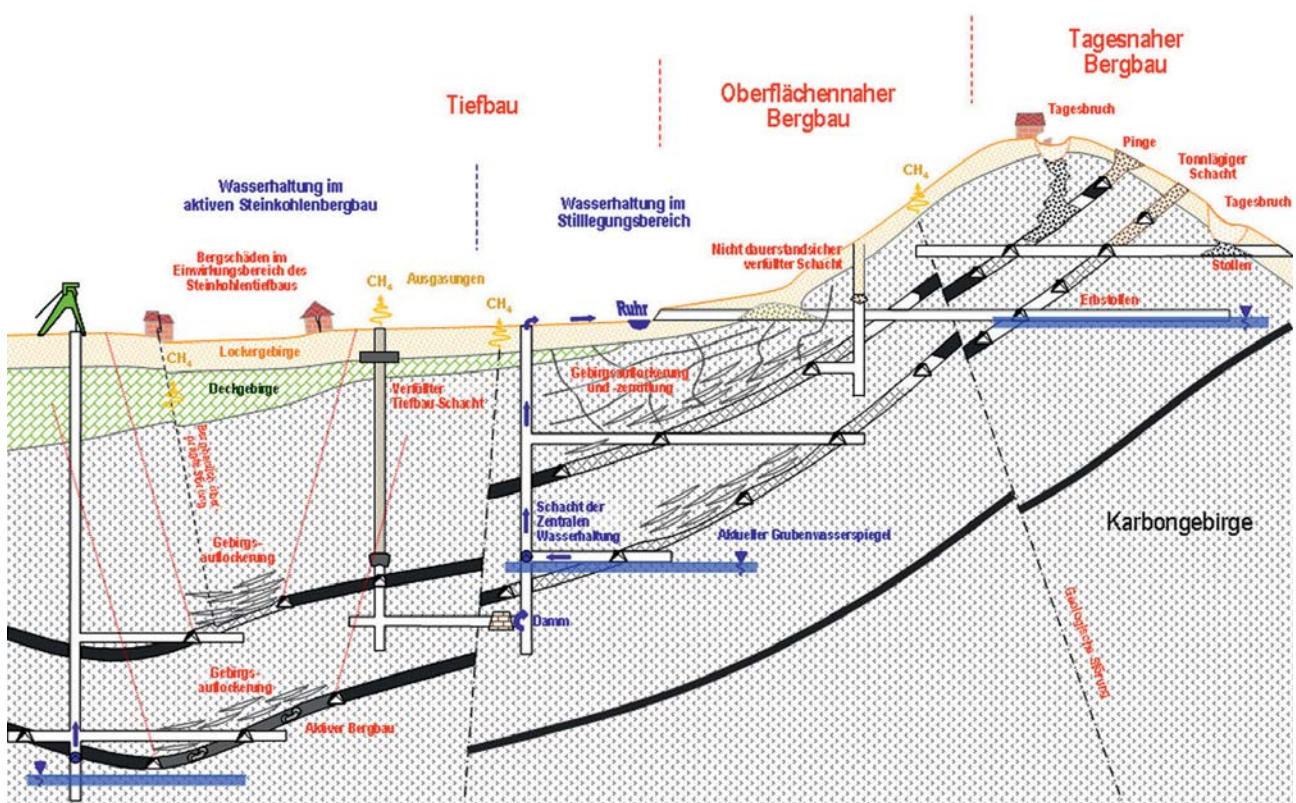 Tiefbau
Oberflächennaher
Bergbau
Tagesnaher
Bergbau
Wasserhaltung im
aktiven Steinkohlenbergbau
Wasserhaltung im
Stilllegungsbereich
Tagesbruch
Pinge
Tonnlägiger
Schacht
Tagesbruch
Stollen
Erbstollen
CH4
Nicht dauerstandsicher
verfüllter Schacht
Bergschäden im
Einwirkungsbereich des
Steinkohlentiefbaus
CH4
Ausgasungen
CH4
Ruhr
Lockergebirge
CH4
Deckgebirge
Verfüllter
Tiefbau-Schacht
Gebirgsauflockerung
und -zerrüttung
prägte Störung
Schacht der
Zentralen
Wasserhaltung
Aktueller Grubenwasserspiegel
Karbongebirge
Gebirgs-
auflockerung
Damm
Geologische Störung
Gebirgs-
auflockerung
Aktiver Bergbau